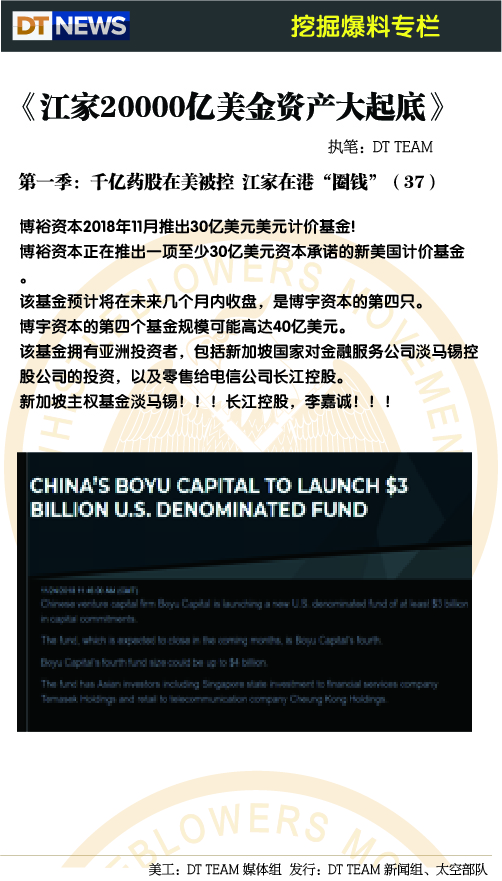 DT NEWS
挖掘爆料专栏
《江家20000亿美金资产大起底》
执笔：DT TEAM
第一季：千亿药股在美被控 江家在港“圈钱”（37）
博裕资本2018年11月推出30亿美元美元计价基金!
博裕资本正在推出一项至少30亿美元资本承诺的新美国计价基金
。
该基金预计将在未来几个月内收盘，是博宇资本的第四只。
博宇资本的第四个基金规模可能高达40亿美元。
该基金拥有亚洲投资者，包括新加坡国家对金融服务公司淡马锡控
股公司的投资，以及零售给电信公司长江控股。
新加坡主权基金淡马锡！！！长江控股，李嘉诚！！！
CHINA'S BOYU CAPITAL TO LAUNCH $3
BILLION U.S. DENOMINATED FUND
Chinese venture capital firm Boyu Capital is launching a new U.S. denominated fund of at least $3 billion
in capital commitments.
The fund, which is expected to close in the coming months, is Boyu Capital's fourth.
Boyu Capital's fourth fund size could be up to $4 billion.
The fund has Asian investors including Singapore state investment to financial services company
Temasek Holdings and retail to telecommunication company Cheung Kong Holdings.
WHISTLEBLOWERS MOVEMENT
美工：DT TEAM 媒体组 发行：DT TEAM 新闻组、太空部队